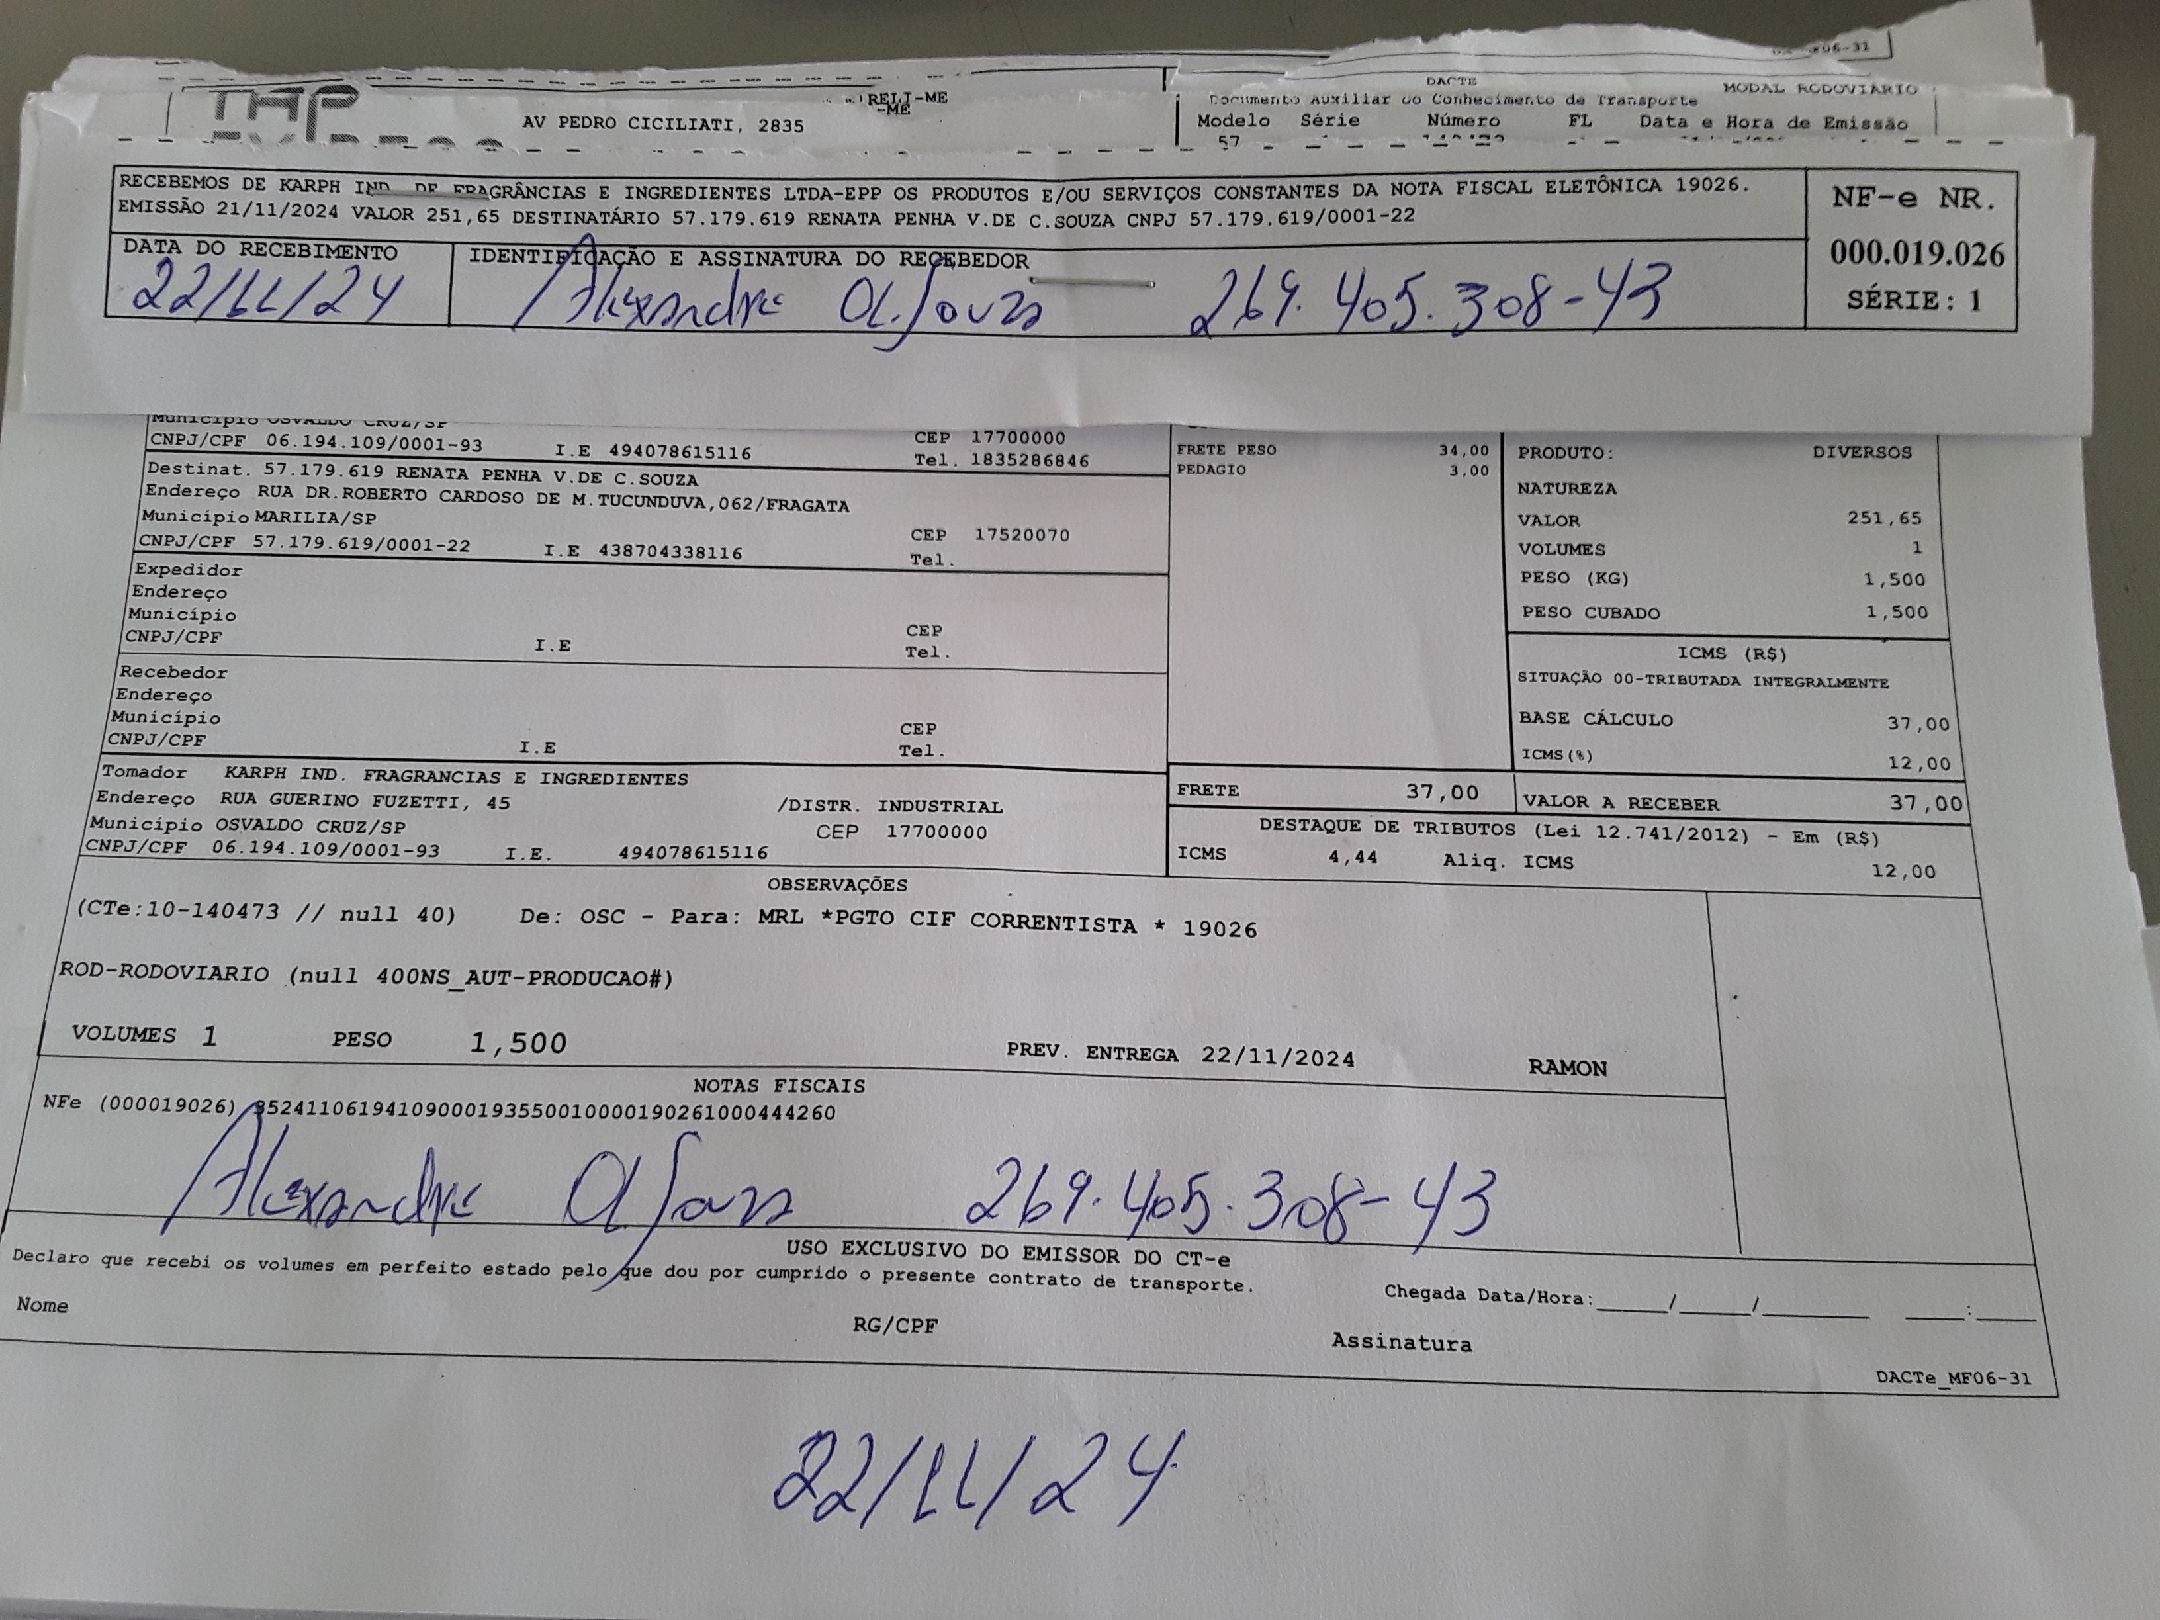 MF06-31
DACTE
MODAL RODOVIARIO
RELI-ME
-ME
Documento Auxiliar do Conhecimento de Transporte
AV PEDRO CICILIATI, 2835
Modelo Série Número FL Data e Hora de Emissão
57
RECEBEMOS DE KARPH IND. DE FRAGRÂNCIAS E INGREDIENTES LTDA-EPP OS PRODUTOS E/OU SERVIÇOS CONSTANTES DA NOTA FISCAL ELETÔNICA 19026.
EMISSÃO 21/11/2024 VALOR 251,65 DESTINATÁRIO 57.179.619 RENATA PENHA V.DE C.SOUZA CNPJ 57.179.619/0001-22
NF-e NR.
000.019.026
SÉRIE: 1
DATA DO RECEBIMENTO
22/11/24
IDENTIFICAÇÃO E ASSINATURA DO RECEBEDOR
Alexandre A. Souza 269.405.308-43
Município OSVALDO CRUZ/SP
CNPJ/CPF 06.194.109/0001-93 I.E 494078615116
CEP 17700000
Tel. 1835286846
Destinat. 57.179.619 RENATA PENHA V.DE C.SOUZA
Endereço RUA DR.ROBERTO CARDOSO DE M.TUCUNDUVA,062/FRAGATA
Município MARILIA/SP
CEP 17520070
CNPJ/CPF 57.179.619/0001-22 I.E 438704338116
Tel.
Expedidor
Endereço
Município
CEP
CNPJ/CPF I.E
Tel.
Recebedor
Endereço
Município
CEP
CNPJ/CPF I.E
Tel.
Tomador KARPH IND. FRAGRANCIAS E INGREDIENTES
Endereço RUA GUERINO FUZETTI, 45 /DISTR. INDUSTRIAL
Município OSVALDO CRUZ/SP CEP 17700000
CNPJ/CPF 06.194.109/0001-93 I.E. 494078615116
FRETE PESO 34,00
PEDAGIO 3,00
PRODUTO: DIVERSOS
NATUREZA
VALOR 251,65
VOLUMES 1
PESO (KG) 1,500
PESO CUBADO 1,500
ICMS (R$)
SITUAÇÃO 00-TRIBUTADA INTEGRALMENTE
BASE CÁLCULO 37,00
ICMS(%) 12,00
FRETE 37,00
VALOR A RECEBER 37,00
DESTAQUE DE TRIBUTOS (Lei 12.741/2012) - Em (R$)
ICMS 4,44 Aliq. ICMS 12,00
OBSERVAÇÕES
(CTe:10-140473 // null 40) De: OSC - Para: MRL *PGTO CIF CORRENTISTA * 19026
ROD-RODOVIARIO (null 400NS_AUT-PRODUCAO#)
VOLUMES 1 PESO 1,500 PREV. ENTREGA 22/11/2024 RAMON
NOTAS FISCAIS
NFe (000019026) 35241106194109000193550010000190261000444260
Alexandre A. Souza 269.405.308-43
USO EXCLUSIVO DO EMISSOR DO CT-e
Declaro que recebi os volumes em perfeito estado pelo que dou por cumprido o presente contrato de transporte.
Chegada Data/Hora:_____/_____/________ ____:____
Nome RG/CPF Assinatura
DACTe_MF06-31
22/11/24